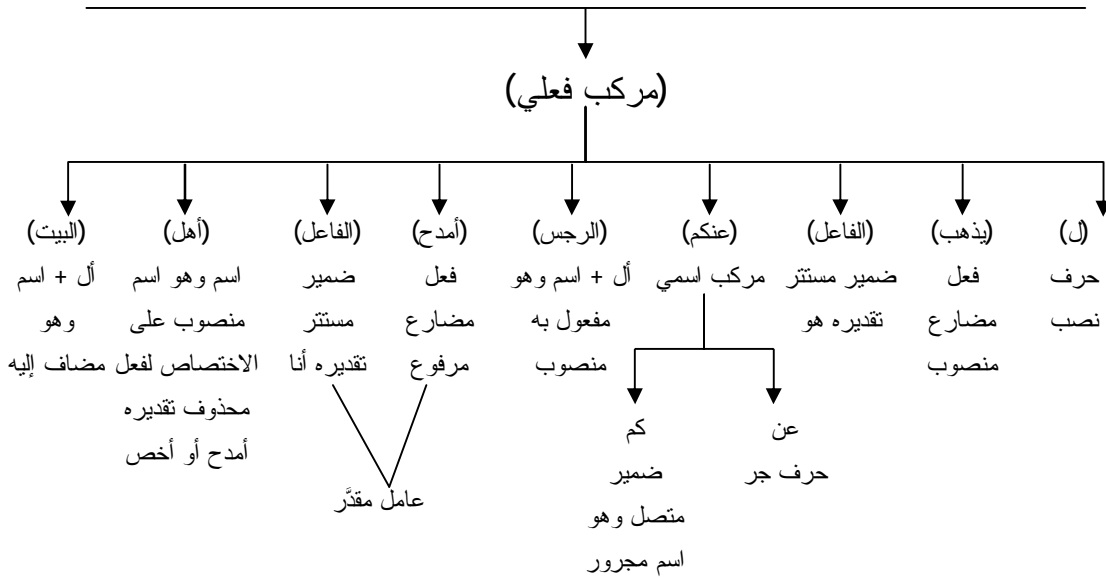 (مركب فعلي)
(ل) (يذهب) (الفاعل) (عنكم) (الرجس) (أمدح) (الفاعل) (أهل) (البيت)
حرف فعل ضمير مستتر مركب اسمي أل + اسم وهو فعل ضمير اسم وهو اسم أل + اسم
نصب مضارع تقديره هو مفعول به مضارع مستتر منصوب على وهو
منصوب منصوب مرفوع تقديره أنا الاختصاص لفعل مضاف إليه
محذوف تقديره
عن كم أمدح أو أخص
حرف جر ضمير
متصل وهو عامل مقدَّر
اسم مجرور